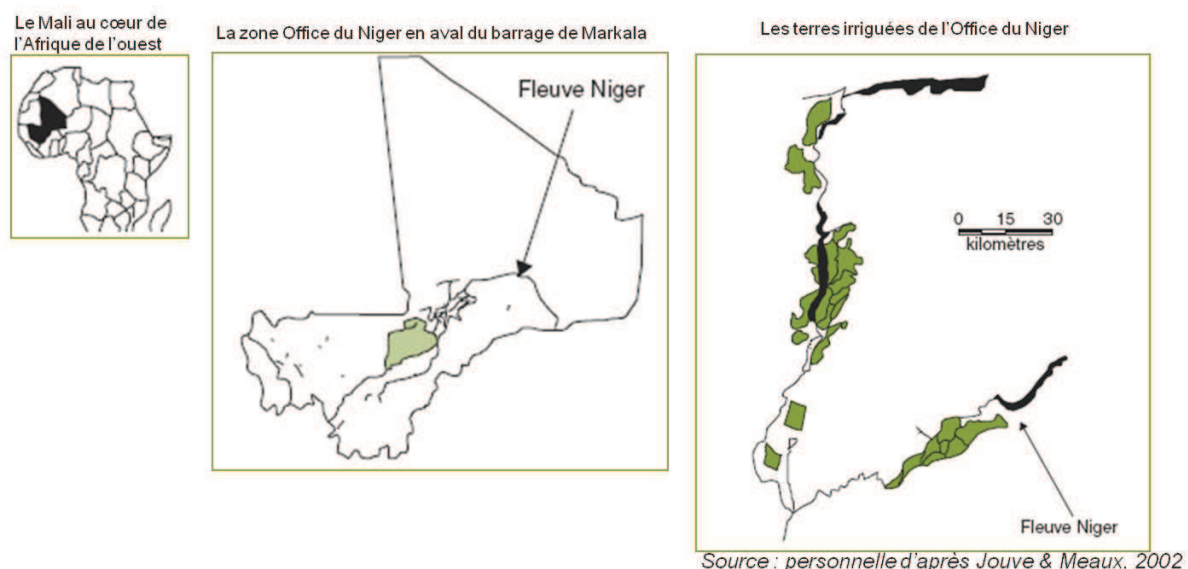 Le Mali au cœur de
l'Afrique de l'ouest
La zone Office du Niger en aval du barrage de Markala
Fleuve Niger
Les terres irriguées de l'Office du Niger
0 15 30
kilomètres
Fleuve Niger
Source : personnelle d'après Jouve & Meaux, 2002